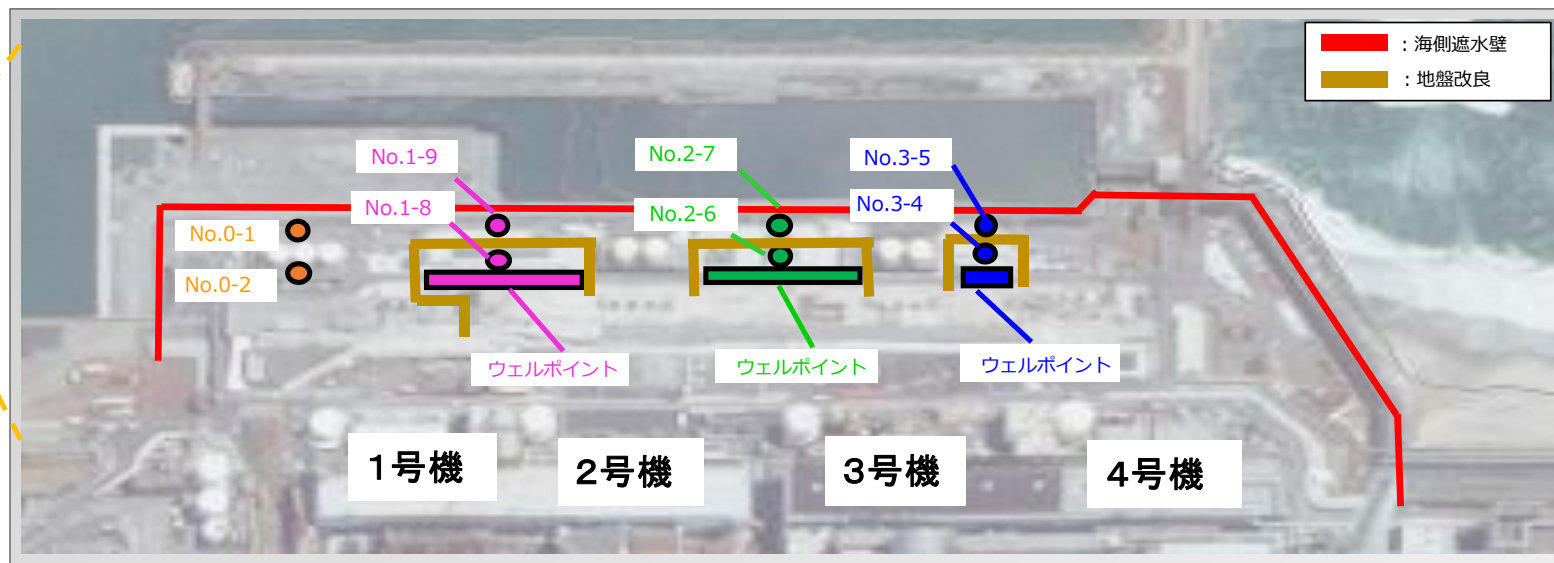 ：海側遮水壁
：地盤改良
No.1-9
No.2-7
No.3-5
No.1-8
No.2-6
No.3-4
No.0-1
No.0-2
ウェルポイント
ウェルポイント
ウェルポイント
１号機
２号機
３号機
４号機